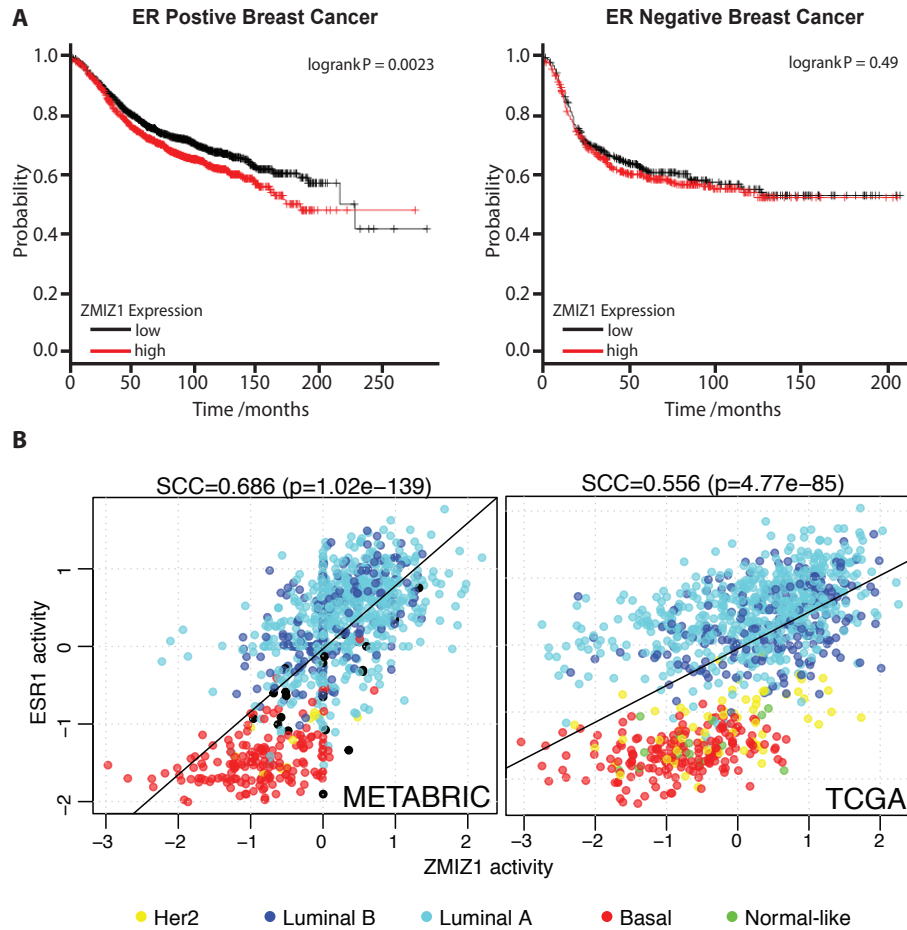 A
ER Postive Breast Cancer
ER Negative Breast Cancer
logrank P = 0.0023
logrank P = 0.49
Probability
1.0
0.8
0.6
0.4
0.2
0.0
ZMIZ1 Expression
low
high
0 50 100 150 200 250
Time /months
Probability
1.0
0.8
0.6
0.4
0.2
0.0
ZMIZ1 Expression
low
high
0 50 100 150 200
Time /months
B
SCC=0.686 (p=1.02e−139)
SCC=0.556 (p=4.77e−85)
ESR1 activity
1
0
−1
−2
METABRIC
TCGA
−3 −2 −1 0 1 2
−3 −2 −1 0 1 2
ZMIZ1 activity
Her2
Luminal B
Luminal A
Basal
Normal-like